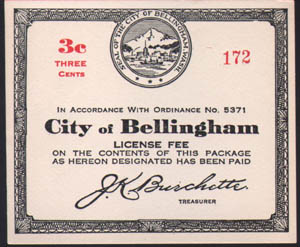 SEAL OF THE CITY OF BELLINGHAM, WASH.
3c
THREE
CENTS
172
IN ACCORDANCE WITH ORDINANCE NO. 5371
City of Bellingham
LICENSE FEE
ON THE CONTENTS OF THIS PACKAGE
AS HEREON DESIGNATED HAS BEEN PAID
J.K. Burchette.
TREASURER